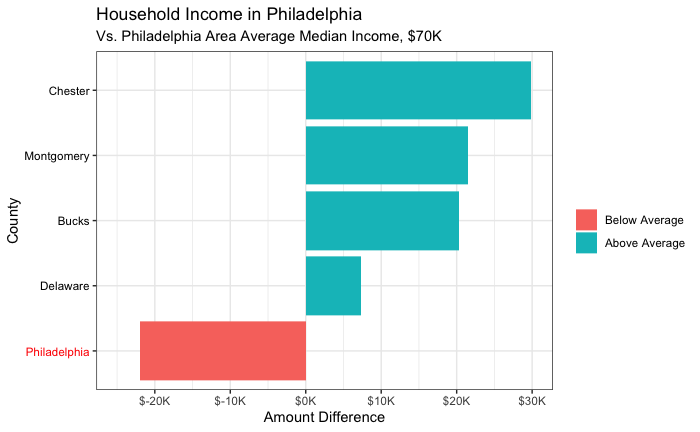 Household Income in Philadelphia
Vs. Philadelphia Area Average Median Income, $70K
County
Chester
Montgomery
Bucks
Delaware
Philadelphia
$-20K $-10K $0K $10K $20K $30K
Amount Difference
Below Average
Above Average